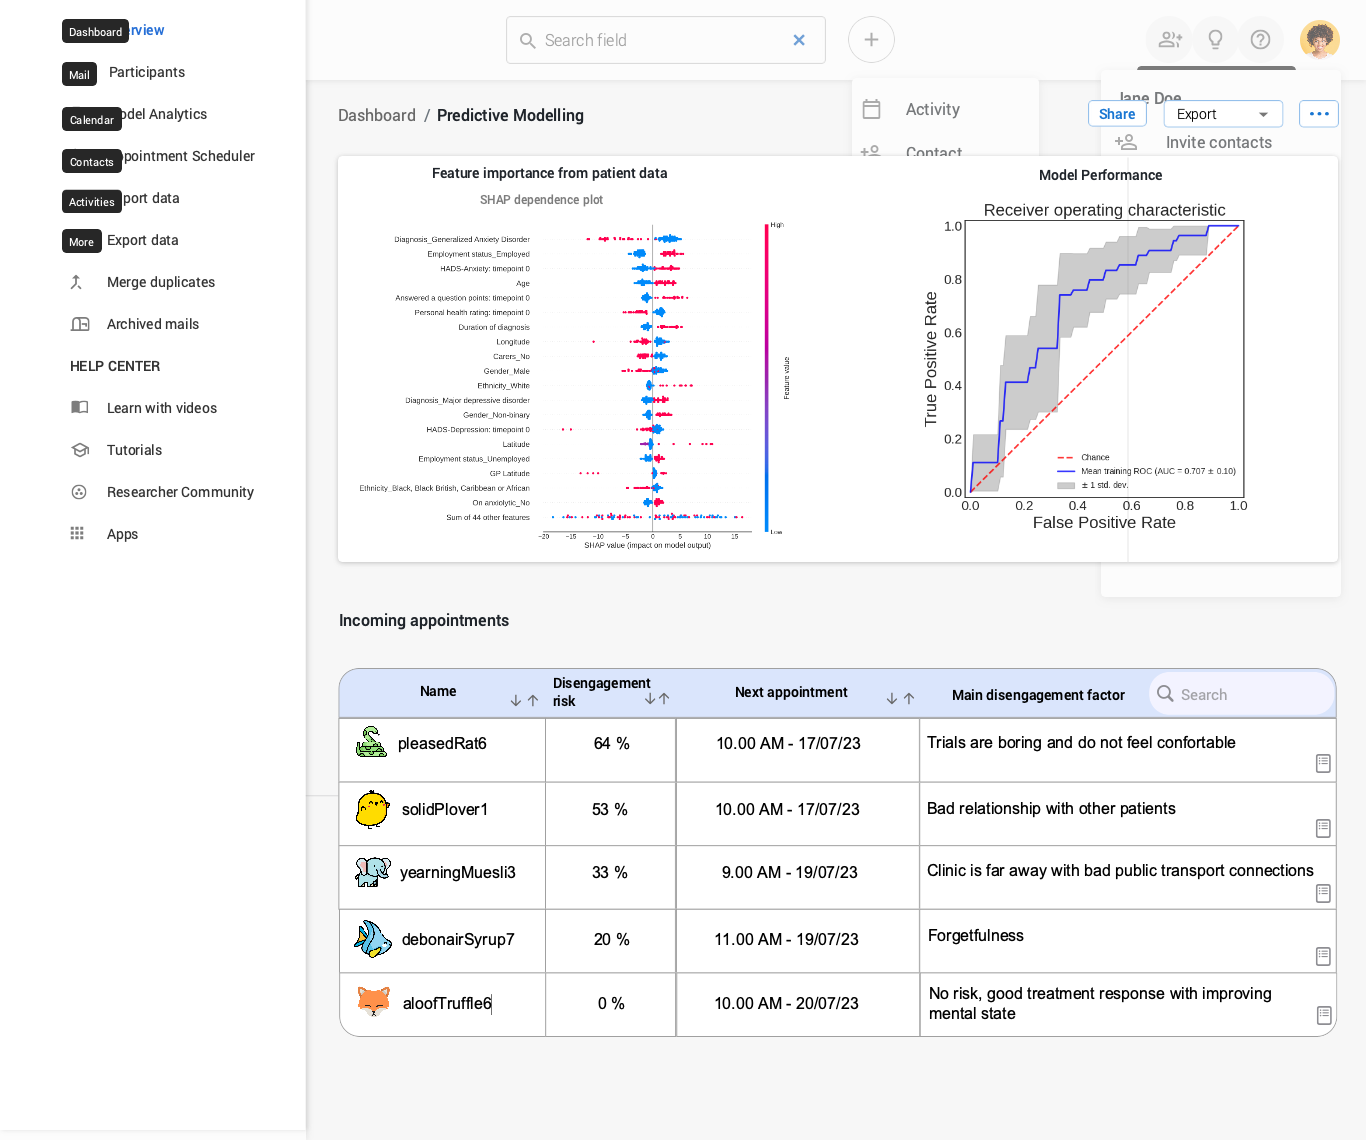 Dashboard
erview
Mail
Participants
Calendar
odel Analytics
Contacts
ppointment Scheduler
Activities
port data
More
Export data
Merge duplicates
Archived mails
HELP CENTER
Learn with videos
Tutorials
Researcher Community
Apps
Search field
Activity
Contact
Jane Doe
Invite contacts
Dashboard / Predictive Modelling
Share
Export
Feature importance from patient data
SHAP dependence plot
High
Diagnosis_Generalized Anxiety Disorder
Employment status_Employed
HADS-Anxiety: timepoint 0
Age
Answered a question points: timepoint 0
Personal health rating: timepoint 0
Duration of diagnosis
Longitude
Carers_No
Gender_Male
Ethnicity_White
Diagnosis_Major depressive disorder
Gender_Non-binary
HADS-Depression: timepoint 0
Latitude
Employment status_Unemployed
GP Latitude
Ethnicity_Black, Black British, Caribbean or African
On anxiolytic_No
Sum of 44 other features
Feature value
Low
−20 −15 −10 −5 0 5 10 15
SHAP value (impact on model output)
Model Performance
Receiver operating characteristic
True Positive Rate
1.0
0.8
0.6
0.4
0.2
0.0
Chance
Mean training ROC (AUC = 0.707 ± 0.10)
± 1 std. dev.
0.0 0.2 0.4 0.6 0.8 1.0
False Positive Rate
Incoming appointments
Name
Disengagement
risk
Next appointment
Main disengagement factor
Search
pleasedRat6 64 % 10.00 AM - 17/07/23 Trials are boring and do not feel confortable
solidPlover1 53 % 10.00 AM - 17/07/23 Bad relationship with other patients
yearningMuesli3 33 % 9.00 AM - 19/07/23 Clinic is far away with bad public transport connections
debonairSyrup7 20 % 11.00 AM - 19/07/23 Forgetfulness
aloofTruffle6 0 % 10.00 AM - 20/07/23 No risk, good treatment response with improving
mental state